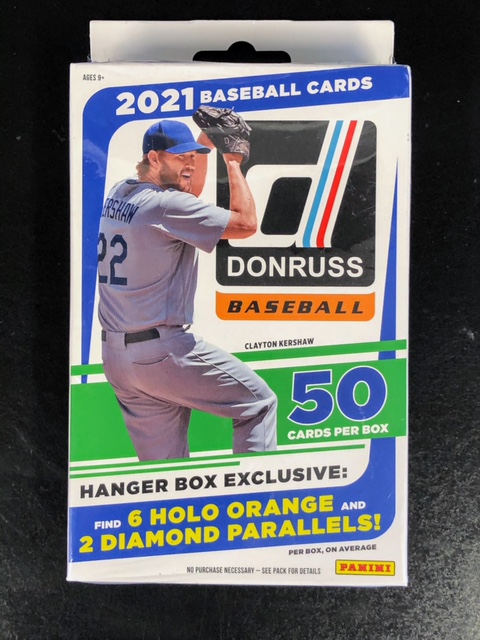 AGES 9+
2021 BASEBALL CARDS
ERSHAW
22
d
DONRUSS
BASEBALL
CLAYTON KERSHAW
50
CARDS PER BOX
HANGER BOX EXCLUSIVE:
FIND 6 HOLO ORANGE AND
2 DIAMOND PARALLELS!
PER BOX, ON AVERAGE
NO PURCHASE NECESSARY – SEE PACK FOR DETAILS
PANINI